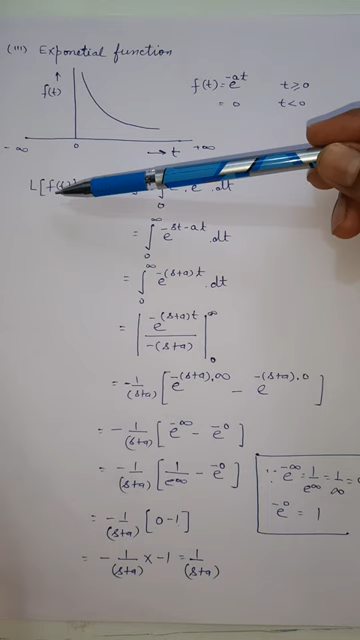 (III) Exponetial function
f(t) f(t) = e^-at t ≥ 0
= 0 t < 0
-∞ 0 → t +∞
L[f(t)] ∫0 . e . dt
= ∫0^∞ e^-st-at . dt
= ∫0^∞ e^-(s+a)t . dt
= | e^-(s+a)t / -(s+a) |0^∞
= -1/(s+a) [ e^-(s+a).∞ - e^-(s+a).0 ]
= - 1/(s+a) [ e^-∞ - e^-0 ]
= - 1/(s+a) [ 1/e^∞ - e^-0 ]
∵ e^-∞ = 1/e^∞ = 1/∞ =
e^-0 = 1
= - 1/(s+a) [0-1]
= - 1/(s+a) × -1 = 1/(s+a)